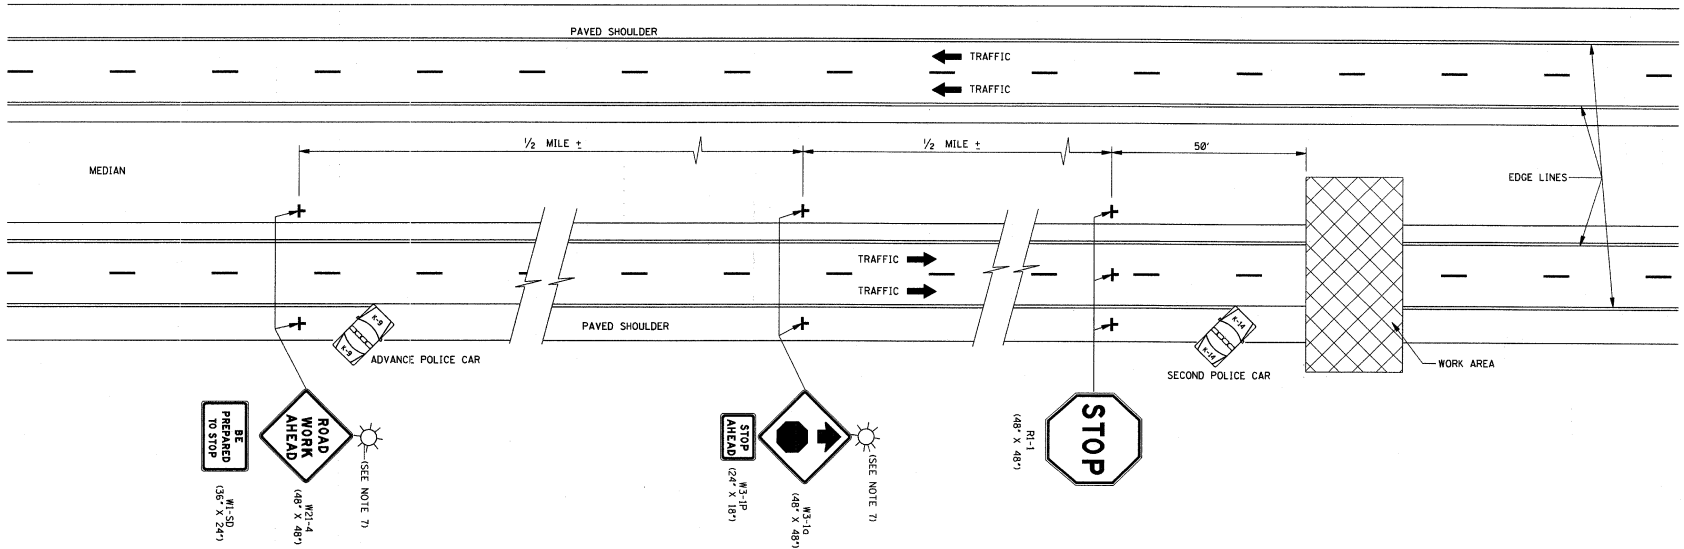 PAVED SHOULDER
TRAFFIC
TRAFFIC
½ MILE ±
½ MILE ±
50'
MEDIAN
EDGE LINES
TRAFFIC
TRAFFIC
PAVED SHOULDER
K-9
K-9
ADVANCE POLICE CAR
K-14
K-14
SECOND POLICE CAR
WORK AREA
BE
PREPARED
TO STOP
W1-SD
(36" X 24")
ROAD
WORK
AHEAD
W21-4
(48" X 48")
(SEE NOTE 7)
STOP
AHEAD
W3-1P
(24" X 18")
W3-1a
(48" X 48")
(SEE NOTE 7)
R1-1
(48" X 48")
STOP